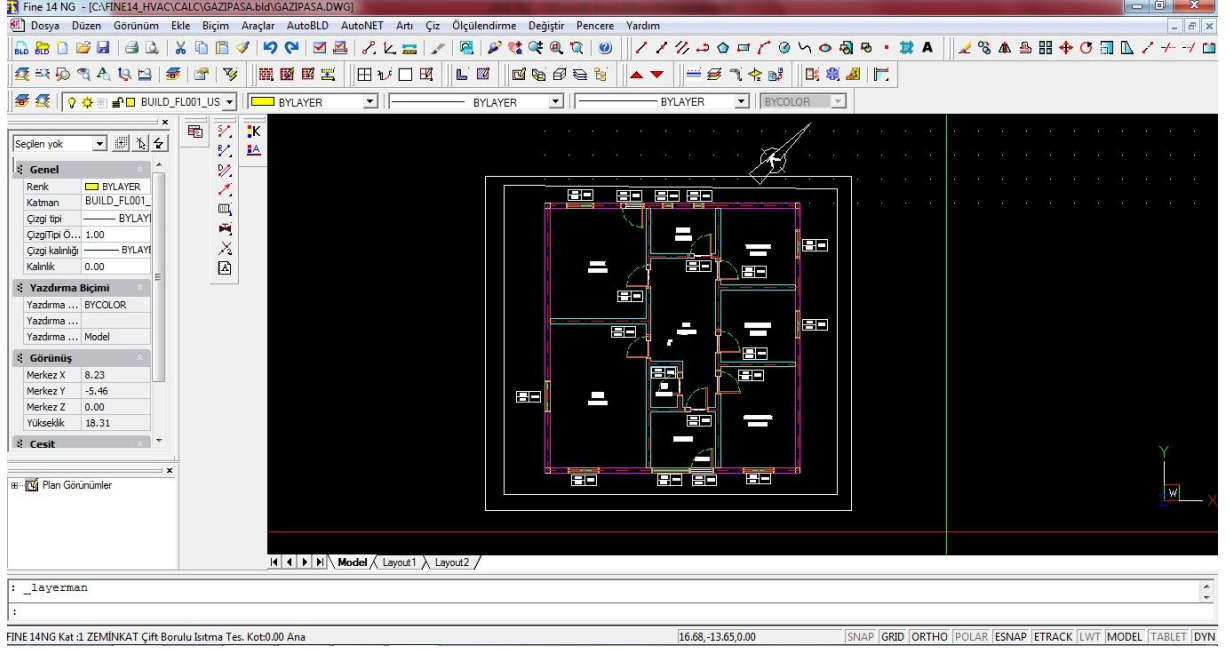 Fine 14 NG - [C:\FINE14_HVAC\CALC\GAZIPASA.bld\GAZIPASA.DWG]
Dosya Düzen Görünüm Ekle Biçim Araçlar AutoBLD AutoNET Artı Çiz Ölçülendirme Değiştir Pencere Yardım
BLD BLD
BUILD_FL001_US BYLAYER BYLAYER BYLAYER BYCOLOR
Seçilen yok
Genel
Renk BYLAYER
Katman BUILD_FL001_
Çizgi tipi BYLAYE
ÇizgiTipi Ö... 1.00
Çizgi kalınlığı BYLAYE
Kalınlık 0.00
Yazdırma Biçimi
Yazdırma ... BYCOLOR
Yazdırma ...
Yazdırma ... Model
Görünüş
Merkez X 8.23
Merkez Y -5.46
Merkez Z 0.00
Yükseklik 18.31
Cesit
Plan Görünümler
Y
W
X
Model Layout1 Layout2
: _layerman
:
FINE 14NG Kat :1 ZEMİNKAT Çift Borulu Isıtma Tes. Kot:0.00 Ana 16.68,-13.65,0.00 SNAP GRID ORTHO POLAR ESNAP ETRACK LWT MODEL TABLET DYN